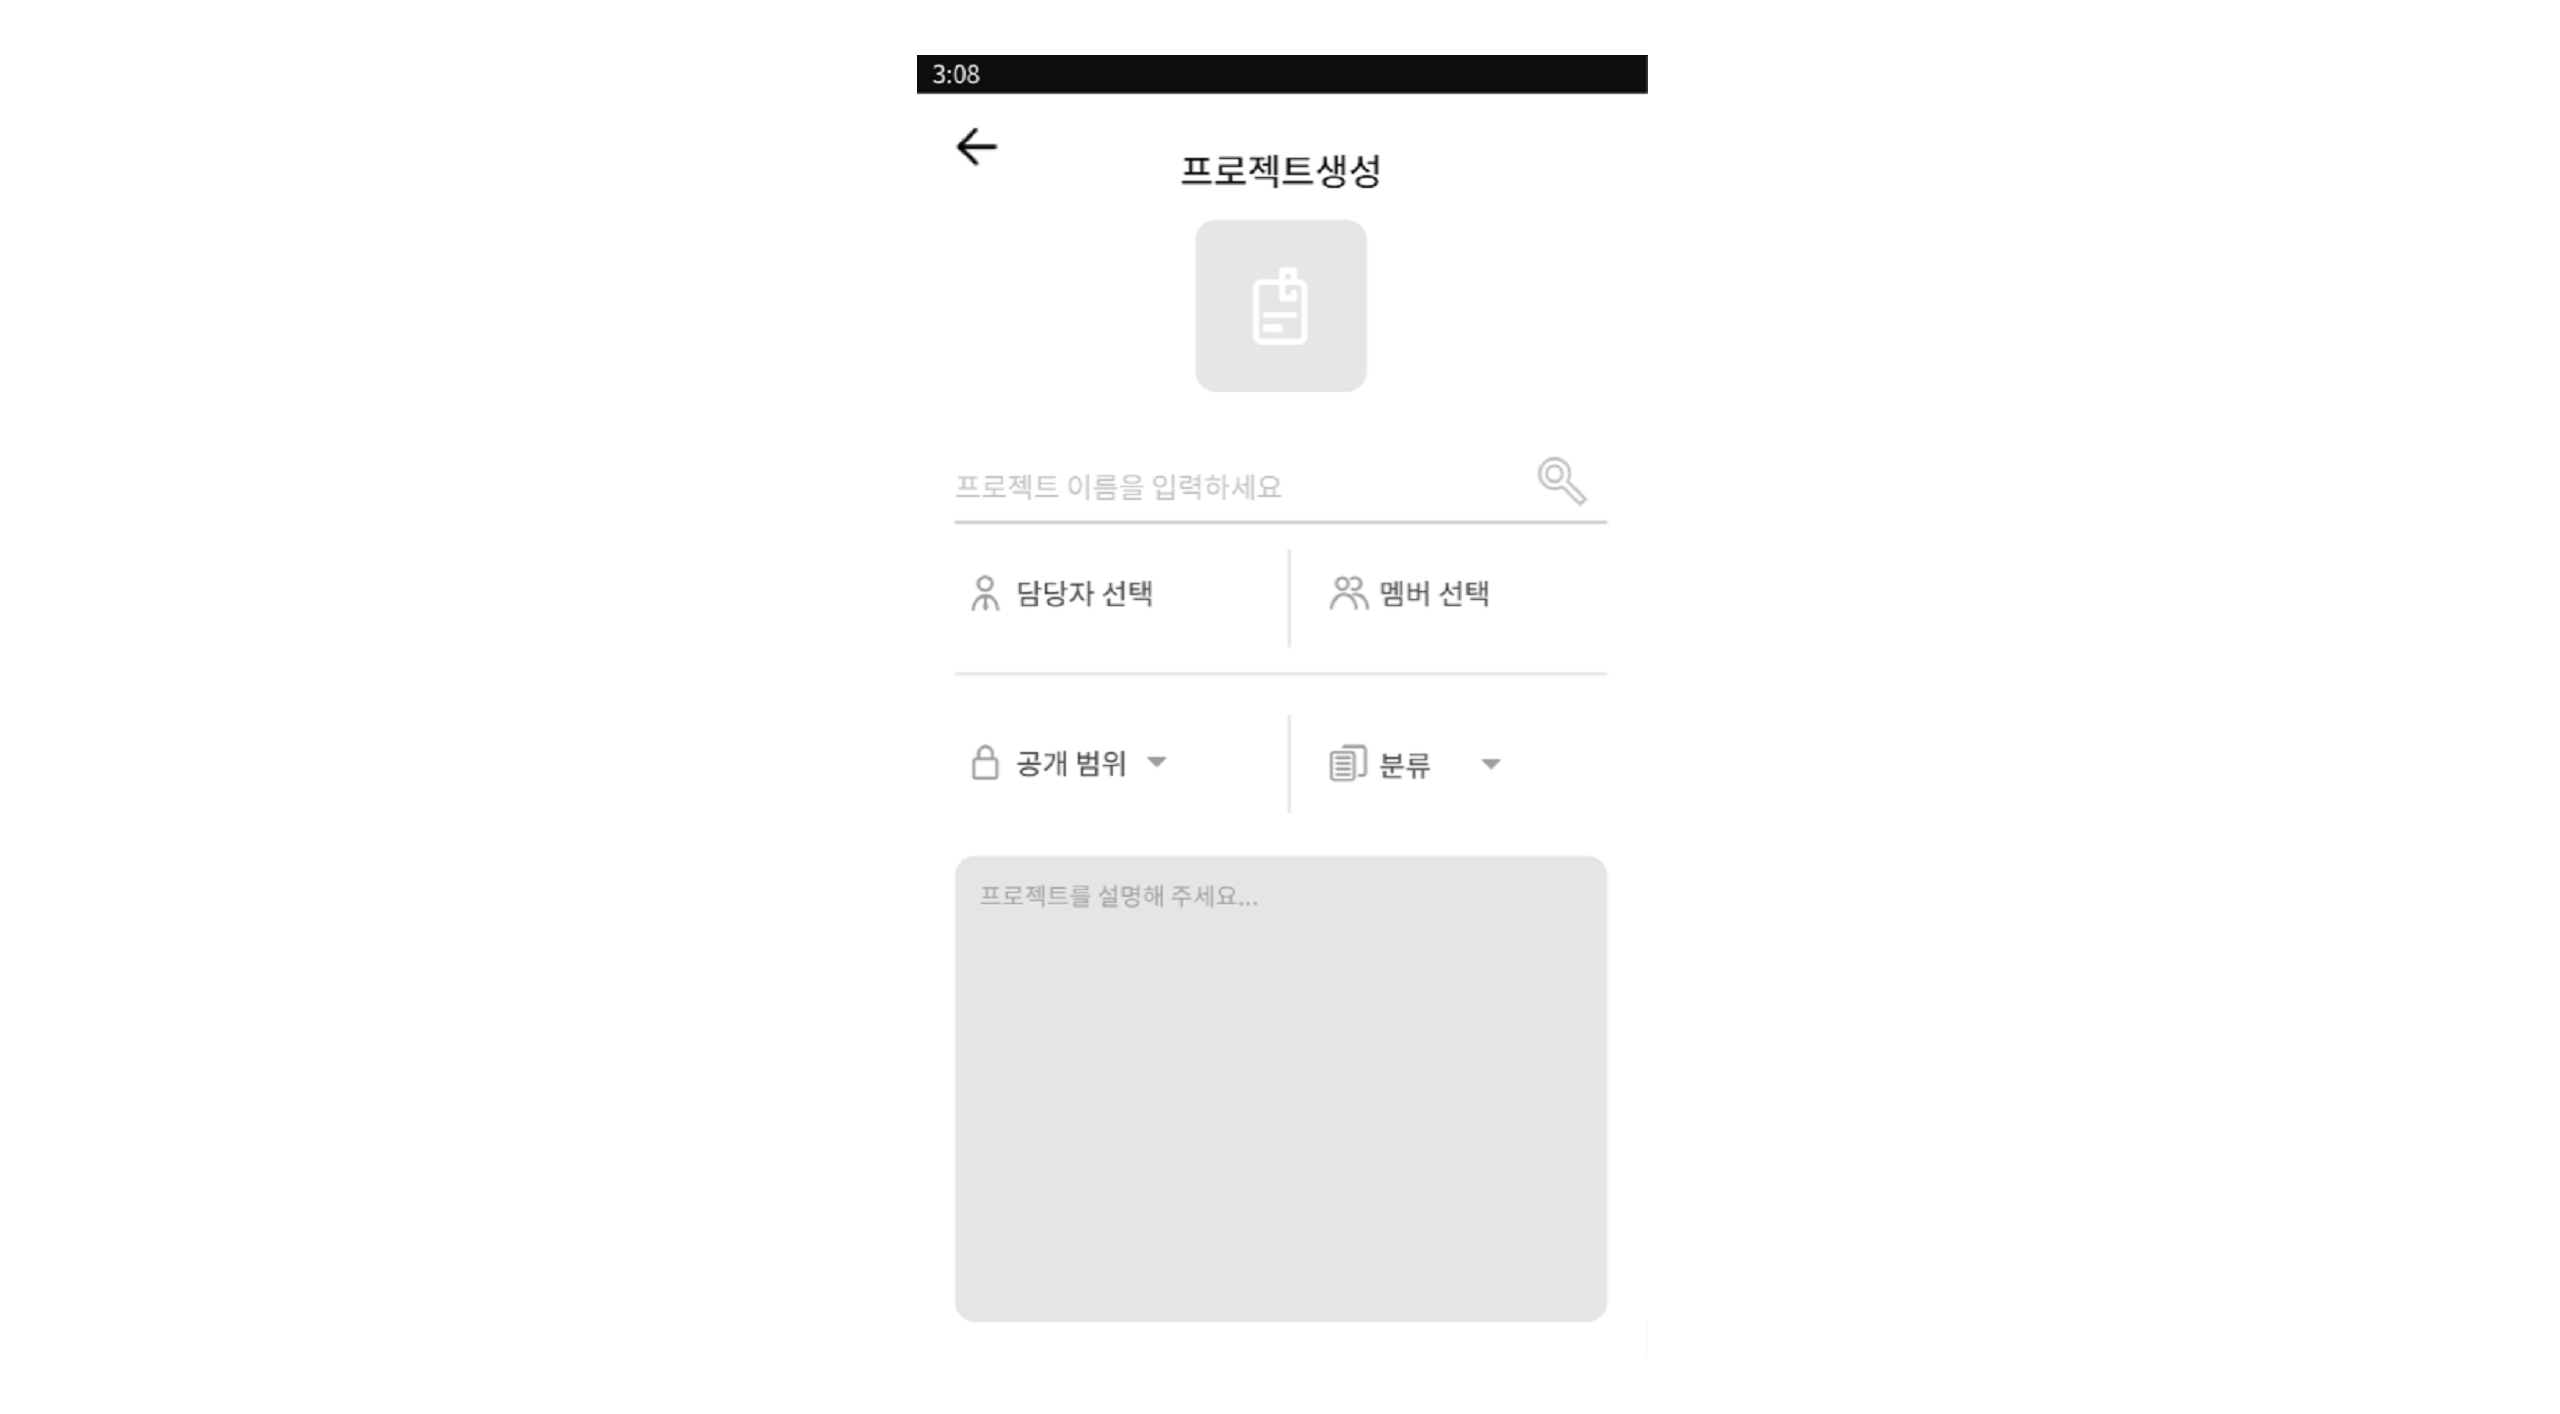 3:08
프로젝트생성
프로젝트 이름을 입력하세요
담당자 선택
멤버 선택
공개 범위
분류
프로젝트를 설명해 주세요...